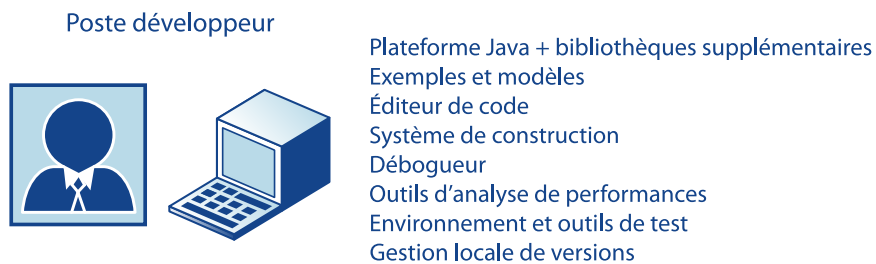 Poste développeur
Plateforme Java + bibliothèques supplémentaires
Exemples et modèles
Éditeur de code
Système de construction
Débogueur
Outils d’analyse de performances
Environnement et outils de test
Gestion locale de versions